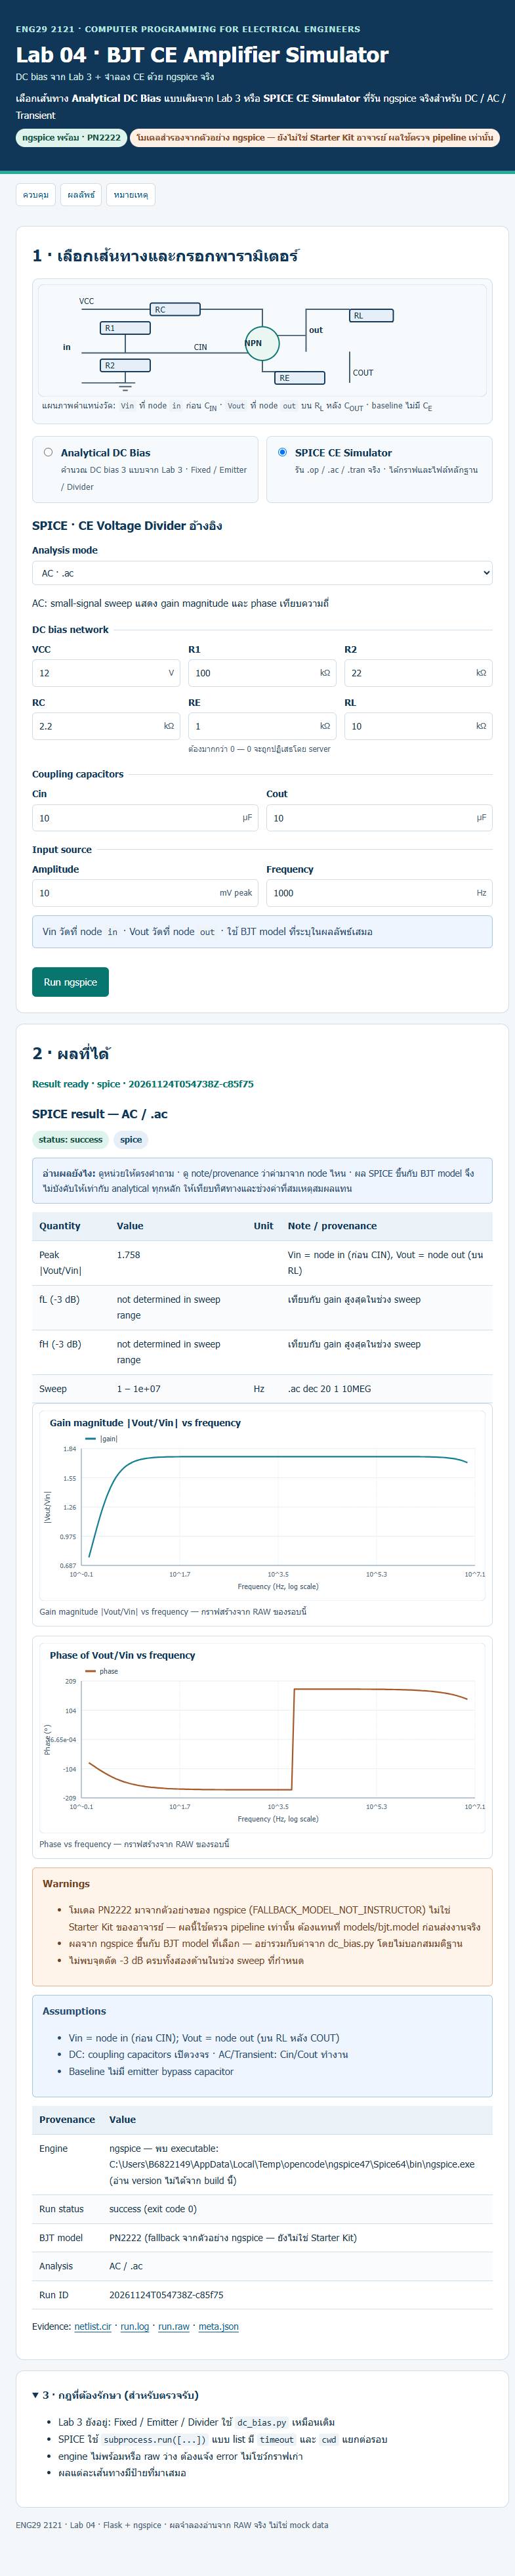 ENG29 2121 · COMPUTER PROGRAMMING FOR ELECTRICAL ENGINEERS
Lab 04 · BJT CE Amplifier Simulator
DC bias จาก Lab 3 + จำลอง CE ด้วย ngspice จริง
เลือกเส้นทาง Analytical DC Bias แบบเดิมจาก Lab 3 หรือ SPICE CE Simulator ที่รัน ngspice จริงสำหรับ DC / AC /
Transient
ngspice พร้อม · PN2222
โมเดลสำรองจากตัวอย่าง ngspice — ยังไม่ใช่ Starter Kit อาจารย์ ผลใช้ตรวจ pipeline เท่านั้น
ควบคุม
ผลลัพธ์
หมายเหตุ
1 · เลือกเส้นทางและกรอกพารามิเตอร์
VCC
RC
RL
R1
out
in
CIN
NPN
R2
RE
COUT
แผนภาพตำแหน่งวัด: Vin ที่ node in ก่อน CIN · Vout ที่ node out บน RL หลัง COUT · baseline ไม่มี CE
Analytical DC Bias
คำนวณ DC bias 3 แบบจาก Lab 3 · Fixed / Emitter
/ Divider
SPICE CE Simulator
รัน .op / .ac / .tran จริง · ได้กราฟและไฟล์หลักฐาน
SPICE · CE Voltage Divider อ้างอิง
Analysis mode
AC · .ac
AC: small-signal sweep แสดง gain magnitude และ phase เทียบความถี่
DC bias network
VCC
R1
R2
12 V
100 kΩ
22 kΩ
RC
RE
RL
2.2 kΩ
1 kΩ
10 kΩ
ต้องมากกว่า 0 — 0 จะถูกปฏิเสธโดย server
Coupling capacitors
Cin
Cout
10 µF
10 µF
Input source
Amplitude
Frequency
10 mV peak
1000 Hz
Vin วัดที่ node in · Vout วัดที่ node out · ใช้ BJT model ที่ระบุในผลลัพธ์เสมอ
Run ngspice
2 · ผลที่ได้
Result ready · spice · 20261124T054738Z-c85f75
SPICE result — AC / .ac
status: success
spice
อ่านผลยังไง: ดูหน่วยให้ตรงคำถาม · ดู note/provenance ว่าค่ามาจาก node ไหน · ผล SPICE ขึ้นกับ BJT model จึง
ไม่บังคับให้เท่ากับ analytical ทุกหลัก ให้เทียบทิศทางและช่วงค่าที่สมเหตุสมผลแทน
Quantity Value Unit Note / provenance
Peak 1.758 Vin = node in (ก่อน CIN), Vout = node out (บน
|Vout/Vin| RL)
fL (-3 dB) not determined in sweep เทียบกับ gain สูงสุดในช่วง sweep
range
fH (-3 dB) not determined in sweep เทียบกับ gain สูงสุดในช่วง sweep
range
Sweep 1 – 1e+07 Hz .ac dec 20 1 10MEG
Gain magnitude |Vout/Vin| vs frequency
|gain|
1.84
1.55
1.26
0.975
0.687
|Vout/Vin|
10^-0.1 10^1.7 10^3.5 10^5.3 10^7.1
Frequency (Hz, log scale)
Gain magnitude |Vout/Vin| vs frequency — กราฟสร้างจาก RAW ของรอบนี้
Phase of Vout/Vin vs frequency
phase
209
104
6.65e-04
-104
-209
Phase (°)
10^-0.1 10^1.7 10^3.5 10^5.3 10^7.1
Frequency (Hz, log scale)
Phase vs frequency — กราฟสร้างจาก RAW ของรอบนี้
Warnings
• โมเดล PN2222 มาจากตัวอย่างของ ngspice (FALLBACK_MODEL_NOT_INSTRUCTOR) ไม่ใช่
Starter Kit ของอาจารย์ — ผลนี้ใช้ตรวจ pipeline เท่านั้น ต้องแทนที่ models/bjt.model ก่อนส่งงานจริง
• ผลจาก ngspice ขึ้นกับ BJT model ที่เลือก — อย่ารวมกับค่าจาก dc_bias.py โดยไม่บอกสมมติฐาน
• ไม่พบจุดตัด -3 dB ครบทั้งสองด้านในช่วง sweep ที่กำหนด
Assumptions
• Vin = node in (ก่อน CIN); Vout = node out (บน RL หลัง COUT)
• DC: coupling capacitors เปิดวงจร · AC/Transient: Cin/Cout ทำงาน
• Baseline ไม่มี emitter bypass capacitor
Provenance Value
Engine ngspice — พบ executable:
C:\Users\B6822149\AppData\Local\Temp\opencode\ngspice47\Spice64\bin\ngspice.exe
(อ่าน version ไม่ได้จาก build นี้)
Run status success (exit code 0)
BJT model PN2222 (fallback จากตัวอย่าง ngspice — ยังไม่ใช่ Starter Kit)
Analysis AC / .ac
Run ID 20261124T054738Z-c85f75
Evidence: netlist.cir · run.log · run.raw · meta.json
▼ 3 · กฎที่ต้องรักษา (สำหรับตรวจรับ)
• Lab 3 ยังอยู่: Fixed / Emitter / Divider ใช้ dc_bias.py เหมือนเดิม
• SPICE ใช้ subprocess.run([...]) แบบ list มี timeout และ cwd แยกต่อรอบ
• engine ไม่พร้อมหรือ raw ว่าง ต้องแจ้ง error ไม่โชว์กราฟเก่า
• ผลแต่ละเส้นทางมีป้ายที่มาเสมอ
ENG29 2121 · Lab 04 · Flask + ngspice · ผลจำลองอ่านจาก RAW จริง ไม่ใช่ mock data